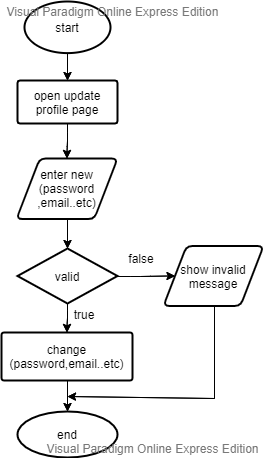 Visual Paradigm Online Express Edition
start
open update
profile page
enter new
(password
,email..etc)
valid
false
show invalid
message
true
change
(password,email..etc)
end
Visual Paradigm Online Express Edition